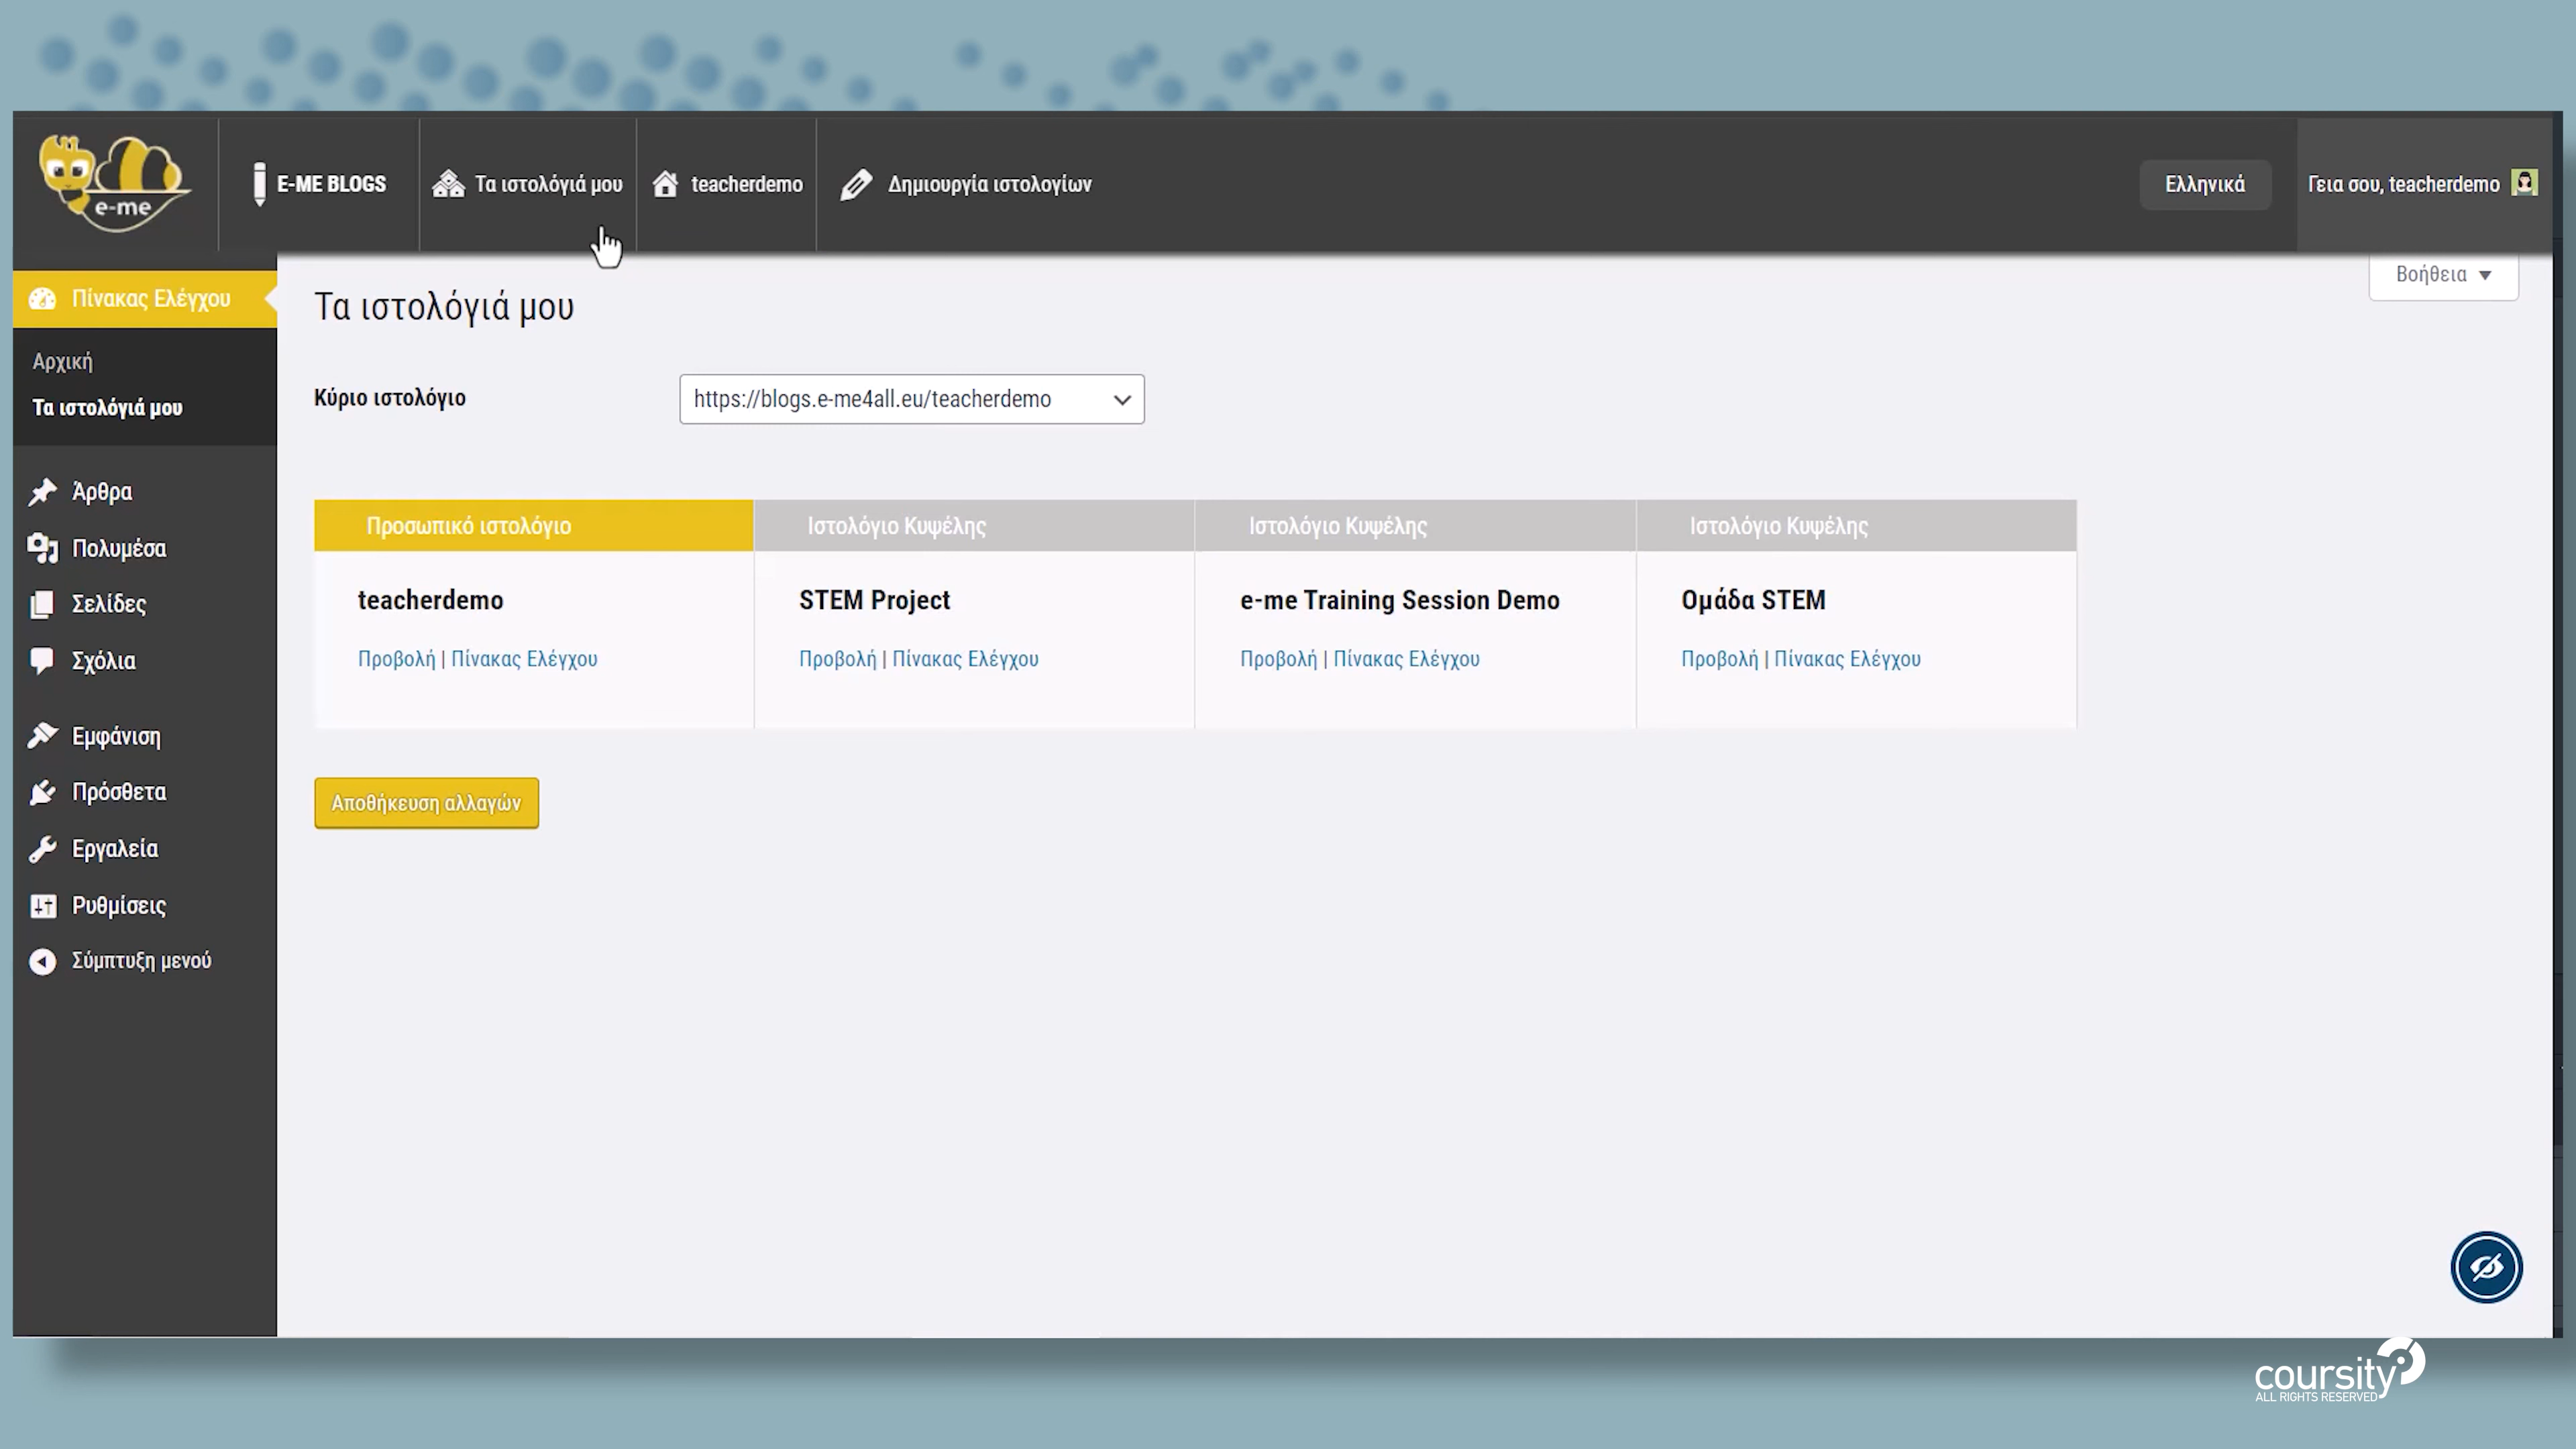 e-me
E-ME BLOGS
Τα ιστολόγιά μου
teacherdemo
Δημιουργία ιστολογίων
Ελληνικά
Γεια σου, teacherdemo
Βοήθεια
Πίνακας Ελέγχου
Αρχική
Τα ιστολόγιά μου
Άρθρα
Πολυμέσα
Σελίδες
Σχόλια
Εμφάνιση
Πρόσθετα
Εργαλεία
Ρυθμίσεις
Σύμπτυξη μενού
Τα ιστολόγιά μου
Κύριο ιστολόγιο
https://blogs.e-me4all.eu/teacherdemo
Προσωπικό ιστολόγιο
Ιστολόγιο Κυψέλης
Ιστολόγιο Κυψέλης
Ιστολόγιο Κυψέλης
teacherdemo
STEM Project
e-me Training Session Demo
Ομάδα STEM
Προβολή | Πίνακας Ελέγχου
Προβολή | Πίνακας Ελέγχου
Προβολή | Πίνακας Ελέγχου
Προβολή | Πίνακας Ελέγχου
Αποθήκευση αλλαγών
coursity
ALL RIGHTS RESERVED